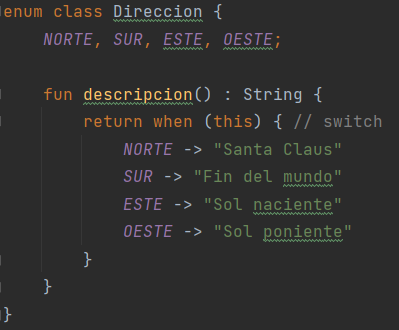 enum class Direccion {
NORTE, SUR, ESTE, OESTE;
fun descripcion() : String {
return when (this) { // switch
NORTE -> "Santa Claus"
SUR -> "Fin del mundo"
ESTE -> "Sol naciente"
OESTE -> "Sol poniente"
}
}
}